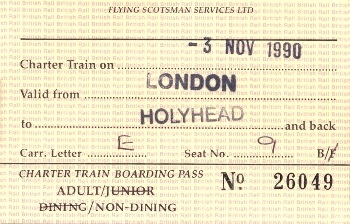 FLYING SCOTSMAN SERVICES LTD
- 3 NOV 1990
Charter Train on
LONDON
Valid from
HOLYHEAD
to and back
Carr. Letter E Seat No. 9 B/F
CHARTER TRAIN BOARDING PASS
ADULT/JUNIOR
DINING/NON-DINING
No. 26049